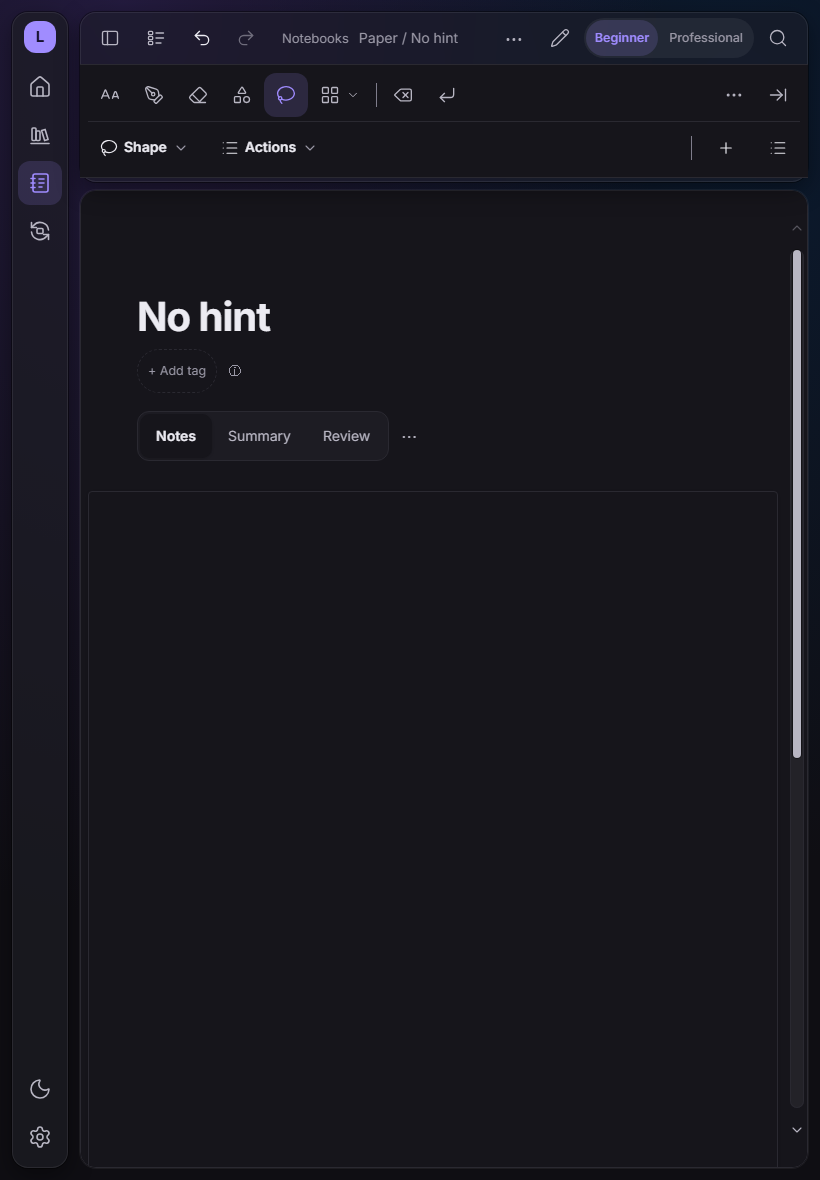 L
Notebooks Paper / No hint
Beginner Professional
AA
Shape Actions
No hint
+ Add tag
Notes Summary Review